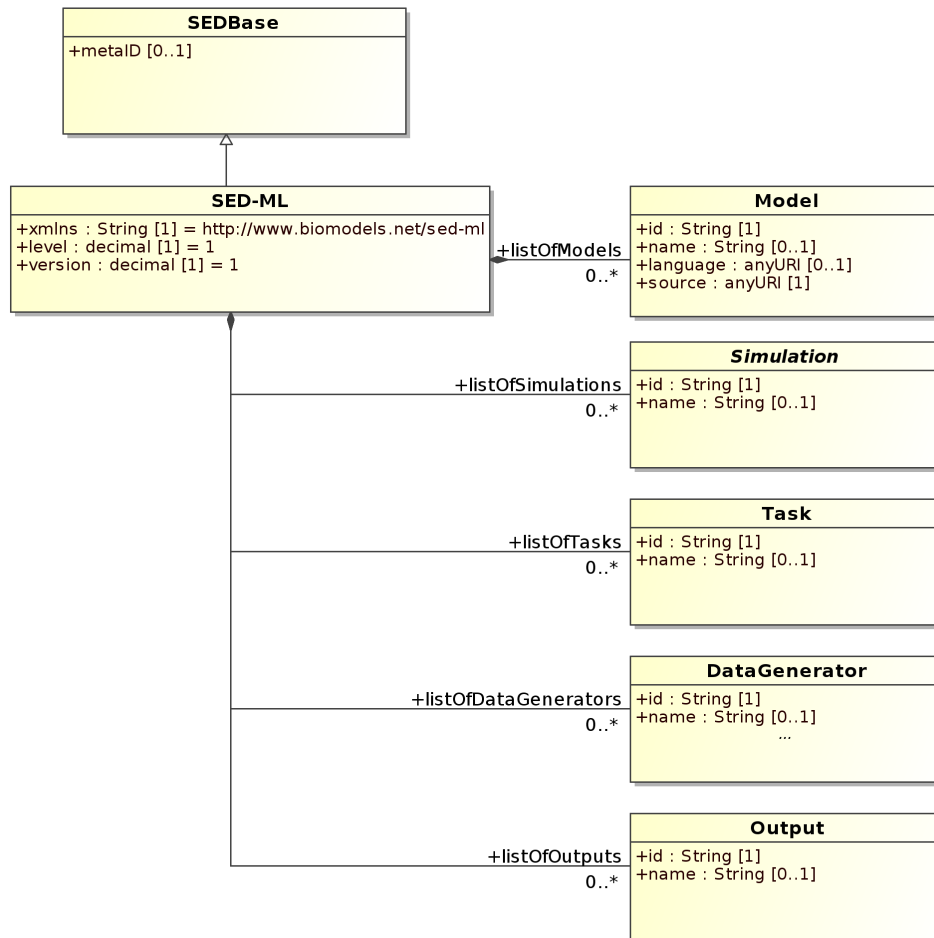 SEDBase
+metaID [0..1]
SED-ML
+xmlns : String [1] = http://www.biomodels.net/sed-ml
+level : decimal [1] = 1
+version : decimal [1] = 1
+listOfModels
0..*
Model
+id : String [1]
+name : String [0..1]
+language : anyURI [0..1]
+source : anyURI [1]
+listOfSimulations
0..*
Simulation
+id : String [1]
+name : String [0..1]
+listOfTasks
0..*
Task
+id : String [1]
+name : String [0..1]
+listOfDataGenerators
0..*
DataGenerator
+id : String [1]
+name : String [0..1]
...
+listOfOutputs
0..*
Output
+id : String [1]
+name : String [0..1]